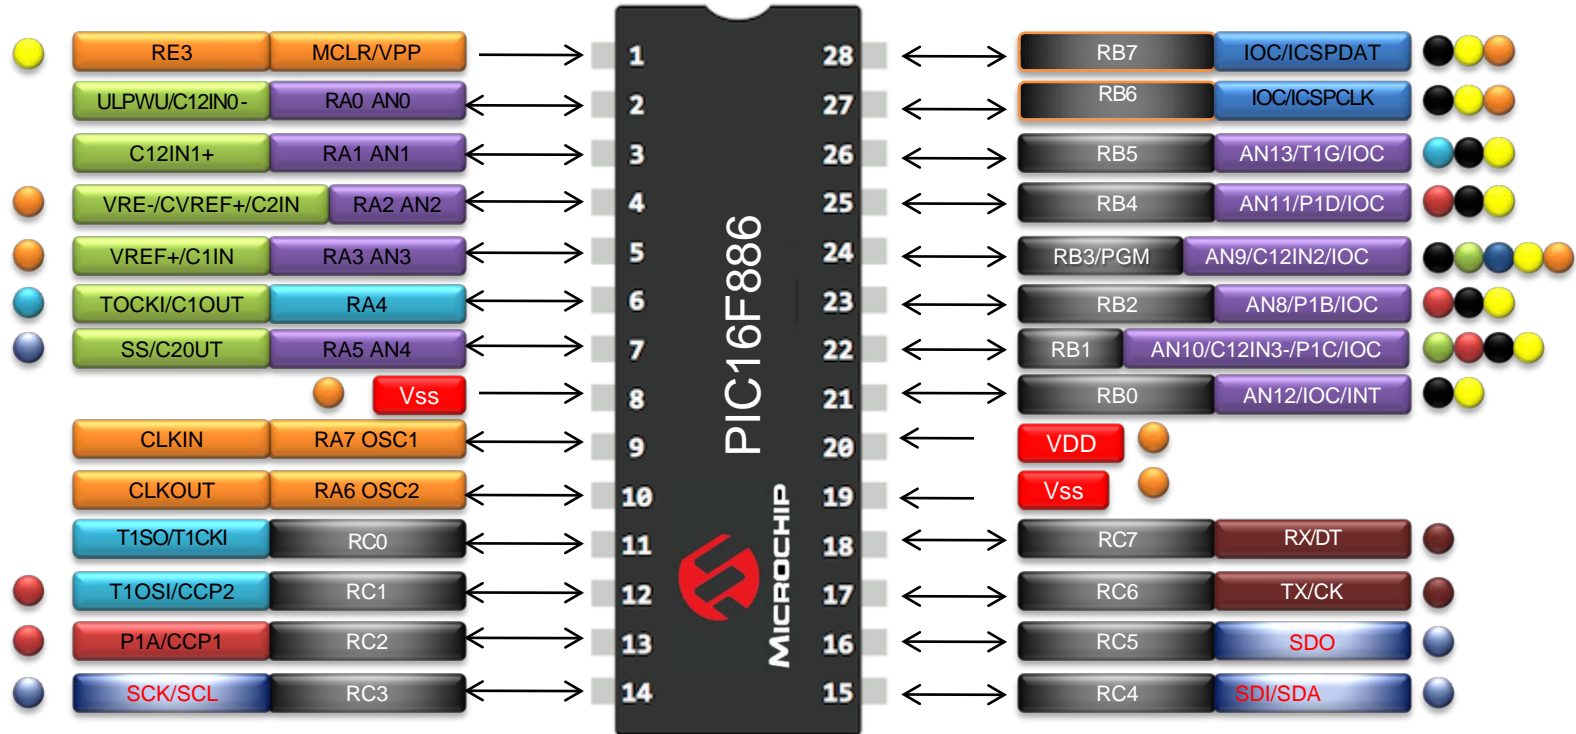 RE3 MCLR/VPP 1 28 RB7 IOC/ICSPDAT
ULPWU/C12IN0- RA0 AN0 2 27 RB6 IOC/ICSPCLK
C12IN1+ RA1 AN1 3 26 RB5 AN13/T1G/IOC
VRE-/CVREF+/C2IN RA2 AN2 4 25 RB4 AN11/P1D/IOC
VREF+/C1IN RA3 AN3 5 24 RB3/PGM AN9/C12IN2/IOC
TOCKI/C1OUT RA4 6 23 RB2 AN8/P1B/IOC
SS/C20UT RA5 AN4 7 22 RB1 AN10/C12IN3-/P1C/IOC
Vss 8 21 RB0 AN12/IOC/INT
CLKIN RA7 OSC1 9 20 VDD
CLKOUT RA6 OSC2 10 19 Vss
T1SO/T1CKI RC0 11 18 RC7 RX/DT
T1OSI/CCP2 RC1 12 17 RC6 TX/CK
P1A/CCP1 RC2 13 16 RC5 SDO
SCK/SCL RC3 14 15 RC4 SDI/SDA
PIC16F886
MICROCHIP